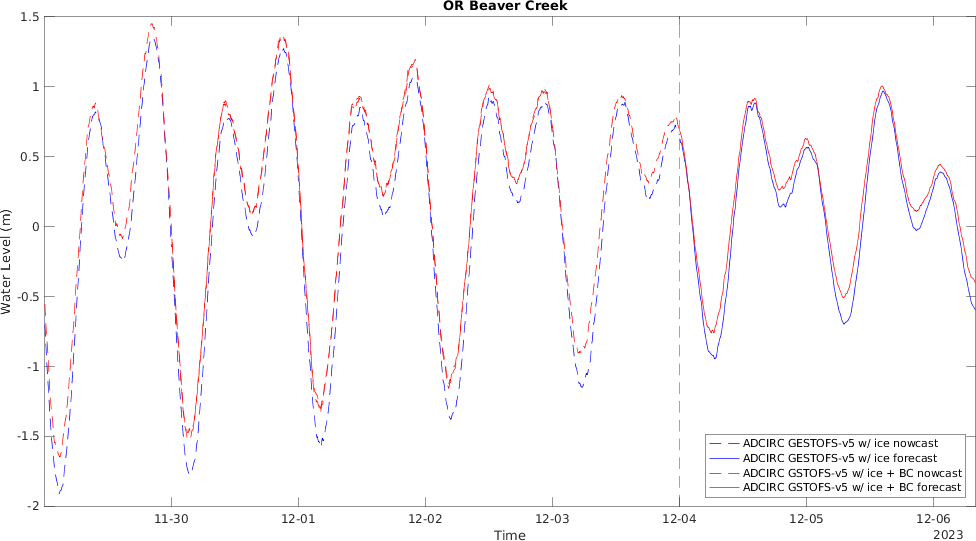 OR Beaver Creek
1.5
1
0.5
0
-0.5
-1
-1.5
-2
Water Level (m)
ADCIRC GESTOFS-v5 w/ ice nowcast
ADCIRC GESTOFS-v5 w/ ice forecast
ADCIRC GSTOFS-v5 w/ ice + BC nowcast
ADCIRC GSTOFS-v5 w/ ice + BC forecast
11-30 12-01 12-02 12-03 12-04 12-05 12-06
Time
2023